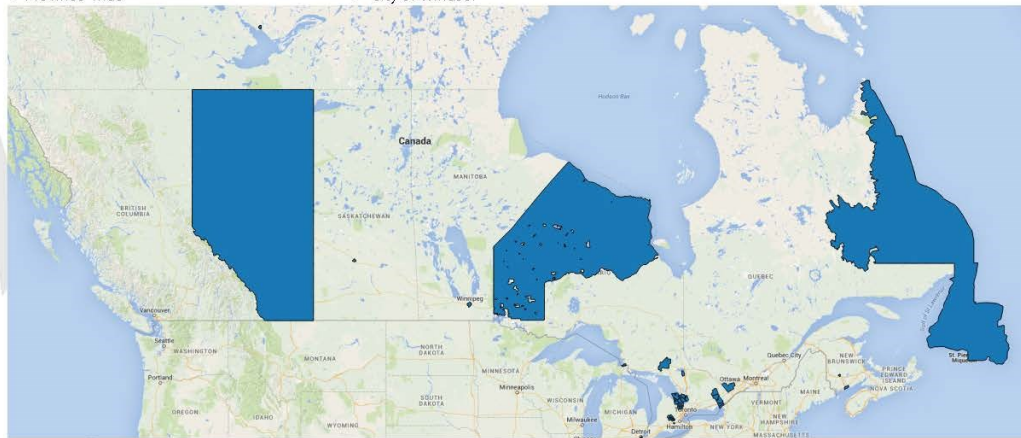 Hudson Bay
Canada
MANITOBA
BRITISH
COLUMBIA
SASKATCHEWAN
QUEBEC
Winnipeg
Vancouver
Seattle
WASHINGTON
NORTH
DAKOTA
MONTANA
MINNESOTA
Quebec City
NEW
BRUNSWICK
St. Pie
Ottawa
Montreal
PRINCE
EDWARD
ISLAND
NOVA SCOTIA
Portland
Minneapolis
SOUTH
DAKOTA
WISCONSIN
MAINE
Toronto
VERMONT
OREGON
IDAHO
MICHIGAN
Hamilton
NEW
HAMPSHIRE
Milwaukee
NEW YORK
WYOMING
Detroit
MASSACHUSETTS